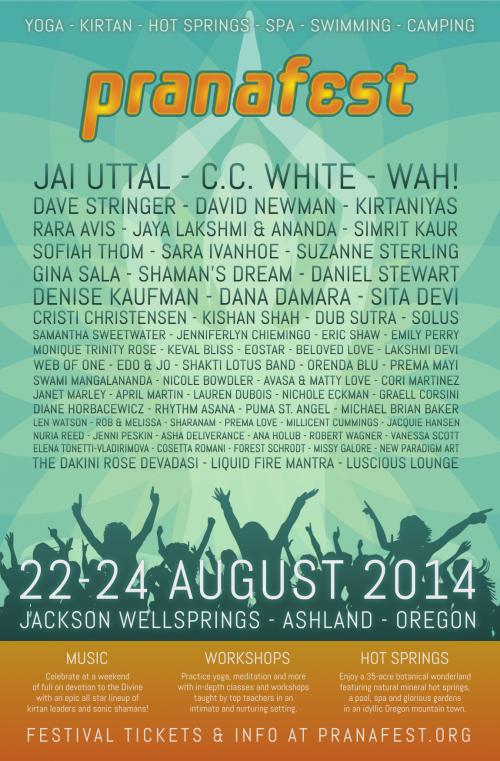 YOGA - KIRTAN - HOT SPRINGS - SPA - SWIMMING - CAMPING
pranafest
JAI UTTAL - C.C. WHITE - WAH!
DAVE STRINGER - DAVID NEWMAN - KIRTANIYAS
RARA AVIS - JAYA LAKSHMI & ANANDA - SIMRIT KAUR
SOFIAH THOM - SARA IVANHOE - SUZANNE STERLING
GINA SALA - SHAMAN'S DREAM - DANIEL STEWART
DENISE KAUFMAN - DANA DAMARA - SITA DEVI
CRISTI CHRISTENSEN - KISHAN SHAH - DUB SUTRA - SOLUS
SAMANTHA SWEETWATER - JENNIFERLYN CHIEMINGO - ERIC SHAW - EMILY PERRY
MONIQUE TRINITY ROSE - KEVAL BLISS - EOSTAR - BELOVED LOVE - LAKSHMI DEVI
WEB OF ONE - EDO & JO - SHAKTI LOTUS BAND - ORENDA BLU - PREMA MAYI
SWAMI MANGALANANDA - NICOLE BOWDLER - AVASA & MATTY LOVE - CORI MARTINEZ
JANET MARLEY - APRIL MARTIN - LAUREN DUBOIS - NICHOLE ECKMAN - GRAELL CORSINI
DIANE HORBACEWICZ - RHYTHM ASANA - PUMA ST. ANGEL - MICHAEL BRIAN BAKER
LEN WATSON - ROB & MELISSA - SHARANAM - PREMA LOVE - MILLICENT CUMMINGS - JACQUIE HANSEN
NURIA REED - JENNI PESKIN - ASHA DELIVERANCE - ANA HOLUB - ROBERT WAGNER - VANESSA SCOTT
ELENA TONETTI-VLADIMIROVA - COSETTA ROMANI - FOREST SCHRODT - MISSY GALORE - NEW PARADIGM ART
THE DAKINI ROSE DEVADASI - LIQUID FIRE MANTRA - LUSCIOUS LOUNGE
22-24 AUGUST 2014
JACKSON WELLSPRINGS - ASHLAND - OREGON
MUSIC
Celebrate at a weekend
of full on devotion to the Divine
with an epic all star lineup of
kirtan leaders and sonic shamans!
WORKSHOPS
Practice yoga, meditation and more
with in-depth classes and workshops
taught by top teachers in an
intimate and nurturing setting.
HOT SPRINGS
Enjoy a 35-acre botanical wonderland
featuring natural mineral hot springs,
a pool, spa and glorious gardens
in an idyllic Oregon mountain town.
FESTIVAL TICKETS & INFO AT PRANAFEST.ORG